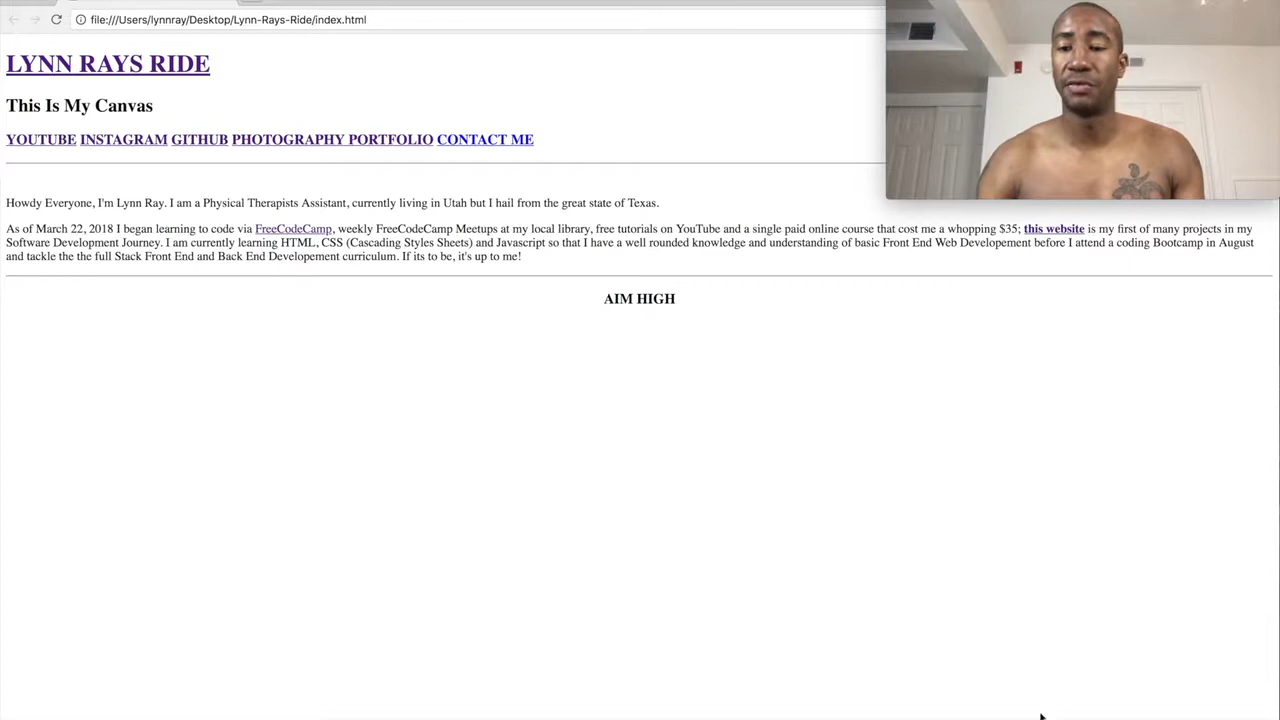 file:///Users/lynnray/Desktop/Lynn-Rays-Ride/index.html
LYNN RAYS RIDE
This Is My Canvas
YOUTUBE INSTAGRAM GITHUB PHOTOGRAPHY PORTFOLIO CONTACT ME
Howdy Everyone, I'm Lynn Ray. I am a Physical Therapists Assistant, currently living in Utah but I hail from the great state of Texas.
As of March 22, 2018 I began learning to code via FreeCodeCamp, weekly FreeCodeCamp Meetups at my local library, free tutorials on YouTube and a single paid online course that cost me a whopping $35; this website is my first of many projects in my
Software Development Journey. I am currently learning HTML, CSS (Cascading Styles Sheets) and Javascript so that I have a well rounded knowledge and understanding of basic Front End Web Developement before I attend a coding Bootcamp in August
and tackle the the full Stack Front End and Back End Developement curriculum. If its to be, it's up to me!
AIM HIGH